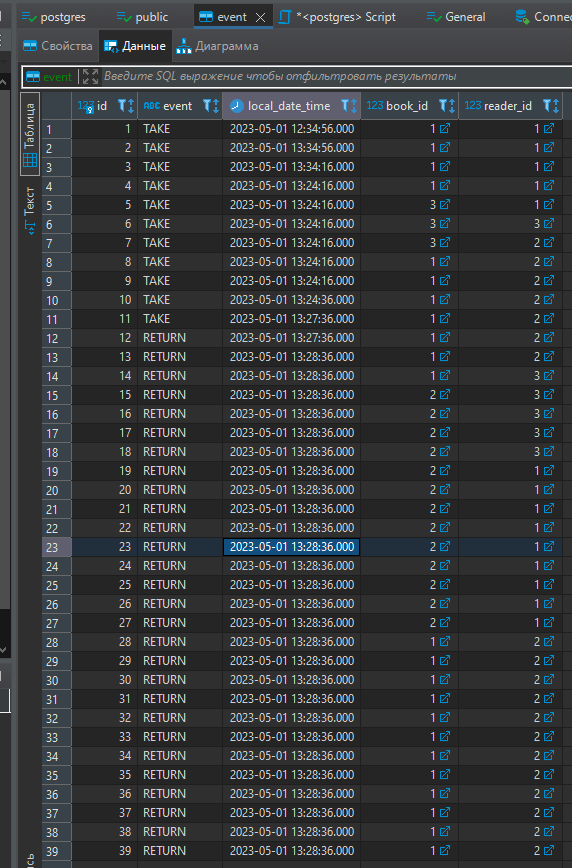 postgres public event *<postgres> Script General Connec
Свойства Данные Диаграмма
event Введите SQL выражение чтобы отфильтровать результаты
Таблица
Текст
123 id ABC event local_date_time 123 book_id 123 reader_id
1 1 TAKE 2023-05-01 12:34:56.000 1 1
2 2 TAKE 2023-05-01 13:34:56.000 1 1
3 3 TAKE 2023-05-01 13:34:16.000 1 1
4 4 TAKE 2023-05-01 13:24:16.000 1 1
5 5 TAKE 2023-05-01 13:24:16.000 3 1
6 6 TAKE 2023-05-01 13:24:16.000 3 3
7 7 TAKE 2023-05-01 13:24:16.000 3 2
8 8 TAKE 2023-05-01 13:24:16.000 1 2
9 9 TAKE 2023-05-01 13:24:16.000 1 2
10 10 TAKE 2023-05-01 13:24:36.000 1 2
11 11 TAKE 2023-05-01 13:27:36.000 1 2
12 12 RETURN 2023-05-01 13:27:36.000 1 2
13 13 RETURN 2023-05-01 13:28:36.000 1 2
14 14 RETURN 2023-05-01 13:28:36.000 1 3
15 15 RETURN 2023-05-01 13:28:36.000 2 3
16 16 RETURN 2023-05-01 13:28:36.000 2 3
17 17 RETURN 2023-05-01 13:28:36.000 2 3
18 18 RETURN 2023-05-01 13:28:36.000 2 3
19 19 RETURN 2023-05-01 13:28:36.000 2 1
20 20 RETURN 2023-05-01 13:28:36.000 2 1
21 21 RETURN 2023-05-01 13:28:36.000 2 1
22 22 RETURN 2023-05-01 13:28:36.000 2 1
23 23 RETURN 2023-05-01 13:28:36.000 2 1
24 24 RETURN 2023-05-01 13:28:36.000 2 1
25 25 RETURN 2023-05-01 13:28:36.000 2 1
26 26 RETURN 2023-05-01 13:28:36.000 2 1
27 27 RETURN 2023-05-01 13:28:36.000 2 1
28 28 RETURN 2023-05-01 13:28:36.000 1 2
29 29 RETURN 2023-05-01 13:28:36.000 1 2
30 30 RETURN 2023-05-01 13:28:36.000 1 2
31 31 RETURN 2023-05-01 13:28:36.000 1 2
32 32 RETURN 2023-05-01 13:28:36.000 1 2
33 33 RETURN 2023-05-01 13:28:36.000 1 2
34 34 RETURN 2023-05-01 13:28:36.000 1 2
35 35 RETURN 2023-05-01 13:28:36.000 1 2
36 36 RETURN 2023-05-01 13:28:36.000 1 2
37 37 RETURN 2023-05-01 13:28:36.000 1 2
38 38 RETURN 2023-05-01 13:28:36.000 1 2
39 39 RETURN 2023-05-01 13:28:36.000 1 2